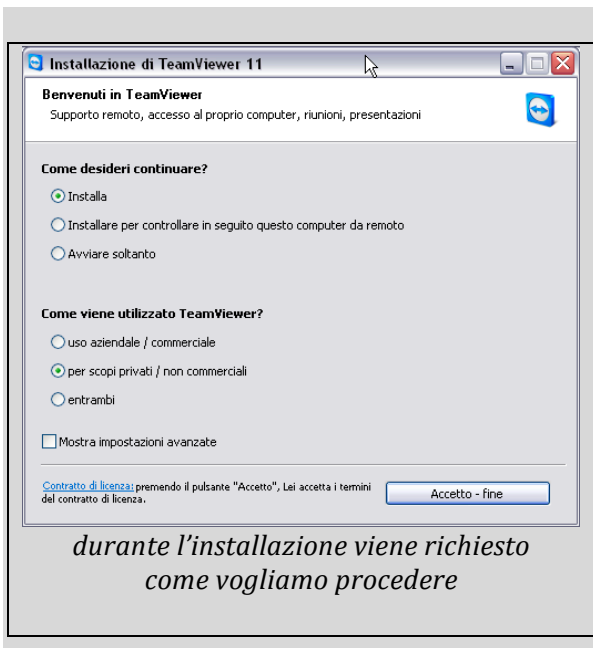 Installazione di TeamViewer 11
Benvenuti in TeamViewer
Supporto remoto, accesso al proprio computer, riunioni, presentazioni
Come desideri continuare?
Installa
Installare per controllare in seguito questo computer da remoto
Avviare soltanto
Come viene utilizzato TeamViewer?
uso aziendale / commerciale
per scopi privati / non commerciali
entrambi
Mostra impostazioni avanzate
Contratto di licenza: premendo il pulsante "Accetto", Lei accetta i termini
del contratto di licenza.
Accetto - fine
durante l’installazione viene richiesto
come vogliamo procedere